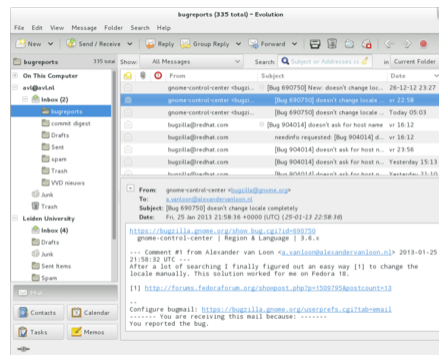 bugreports (335 total) – Evolution
File Edit View Message Folder Search Help
New Send / Receive Reply Group Reply Forward
bugreports 335 total
Show: All Messages Search: Subject or Addresses in Current Folder
On This Computer
avl@avl.nl
Inbox (2)
bugreports
commit digest
Drafts
Sent
spam
Trash
VVD nieuws
Junk
Trash
Leiden University
Inbox (4)
Drafts
Junk
Sent Items
Spam
Mail
Contacts Calendar
Tasks Memos
From Subject Date
gnome-control-center <bugzi... [Bug 690750] New: doesn't change loc... 26-12-12 23:27
gnome-control-center <bugzi... [Bug 690750] doesn't change locale ... vr 22:58
gnome-control-center <bugzi... [Bug 690750] doesn't change locale ... Today 05:03
bugzilla@redhat.com [Bug 904014] doesn't ask for host name vr 16:12
bugzilla@redhat.com needinfo requested: [Bug 904014] d... vr 16:12
bugzilla@redhat.com [Bug 904014] doesn't ask for host n... vr 23:56
bugzilla@redhat.com [Bug 904014] doesn't ask for host n... Yesterday 15:13
From: gnome-control-center <bugzilla@gnome.org>
To: a.vanloon@alexandervanloon.nl
Subject: [Bug 690750] doesn't change locale completely
Date: Fri, 25 Jan 2013 21:58:36 +0000 (UTC) (25-01-13 22:58:36)
https://bugzilla.gnome.org/show_bug.cgi?id=690750
gnome-control-center | Region & Language | 3.6.x
--- Comment #1 from Alexander van Loon <a.vanloon@alexandervanloon.nl> 2013-01-25
21:58:32 UTC ---
After a lot of searching I finally figured out an easy way [1] to change the
locale manually. This solution worked for me on Fedora 18.
[1] http://forums.fedoraforum.org/showpost.php?p=1509795&postcount=13
--
Configure bugmail: https://bugzilla.gnome.org/userprefs.cgi?tab=email
------- You are receiving this mail because: -------
You reported the bug.